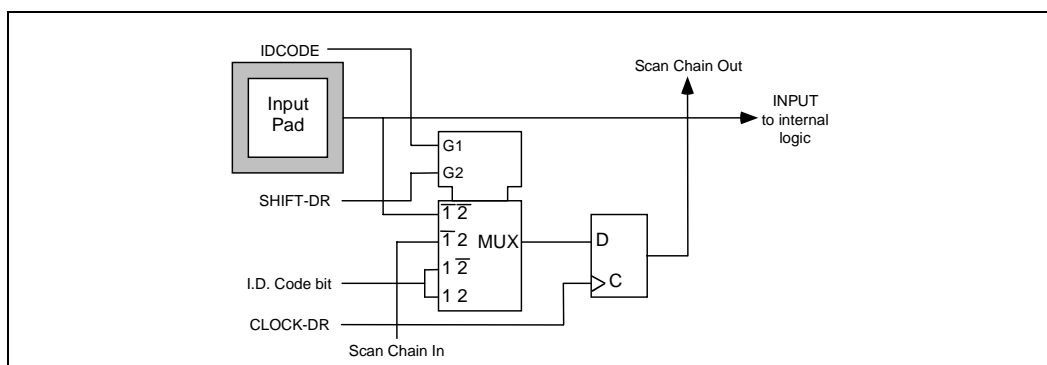 IDCODE
Scan Chain Out
Input
Pad
INPUT
to internal
logic
G1
G2
SHIFT-DR
1̅ 2̅
1̅ 2
MUX
D
1 2̅
I.D. Code bit
C
1 2
CLOCK-DR
Scan Chain In